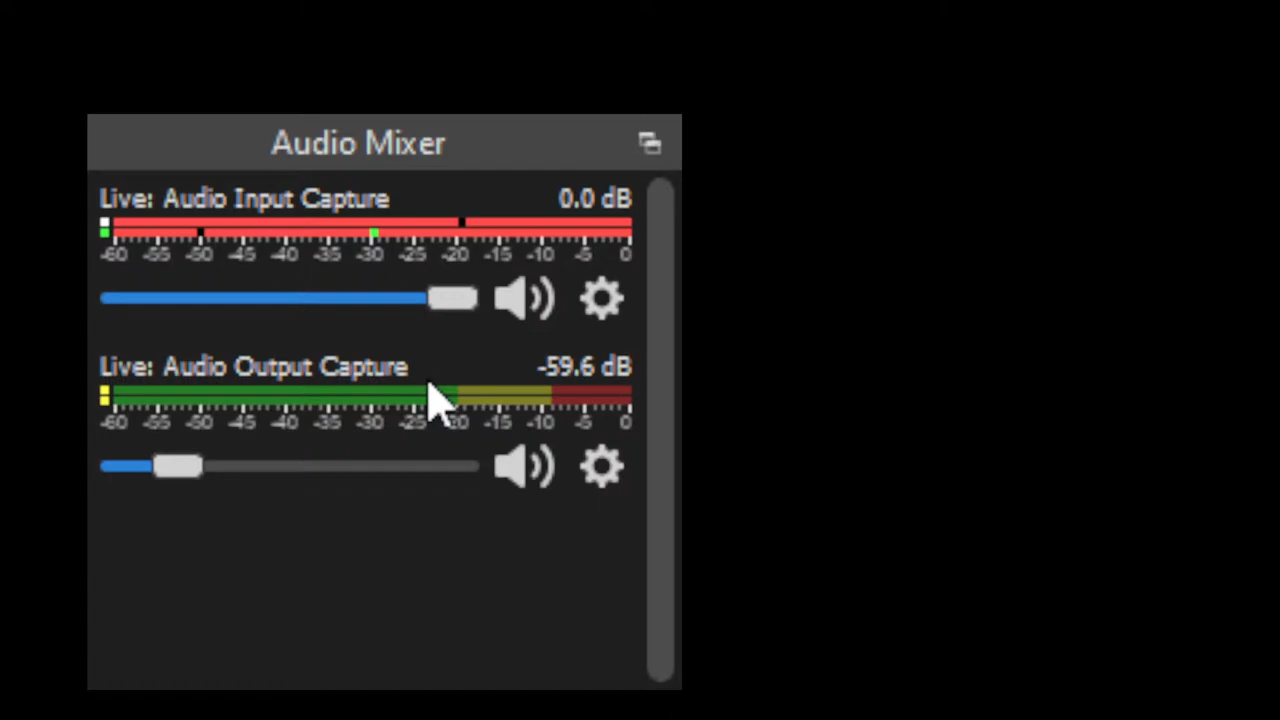 Audio Mixer
Live: Audio Input Capture 0.0 dB
-60 -55 -50 -45 -40 -35 -30 -25 -20 -15 -10 -5 0
Live: Audio Output Capture -59.6 dB
-60 -55 -50 -45 -40 -35 -30 -25 -20 -15 -10 -5 0